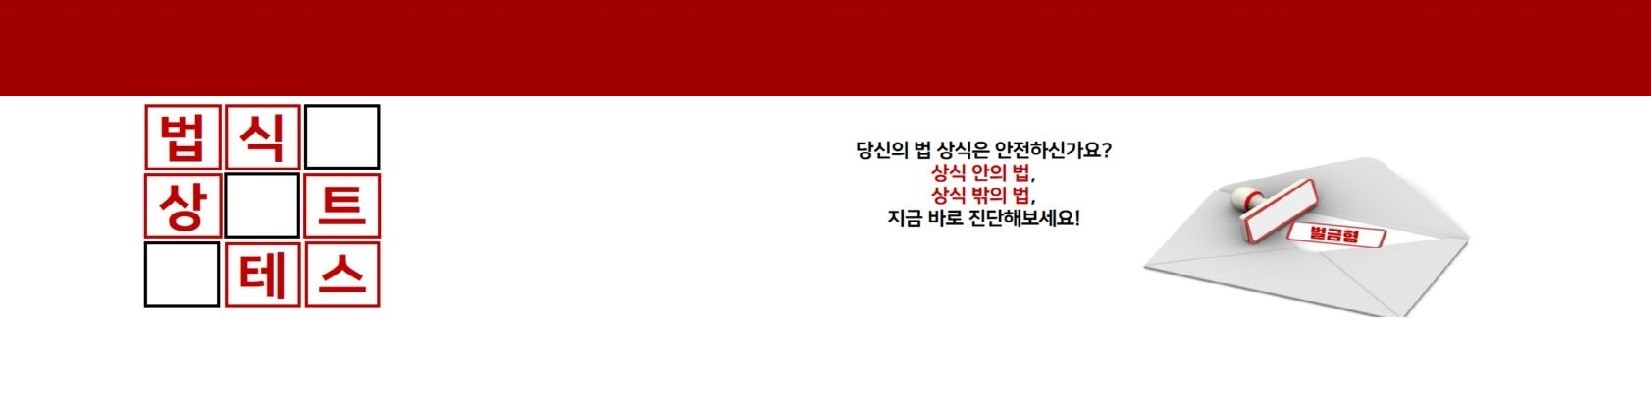 법식
상트
테스
당신의 법 상식은 안전하신가요?
상식 안의 법,
상식 밖의 법,
지금 바로 진단해보세요!
벌금형